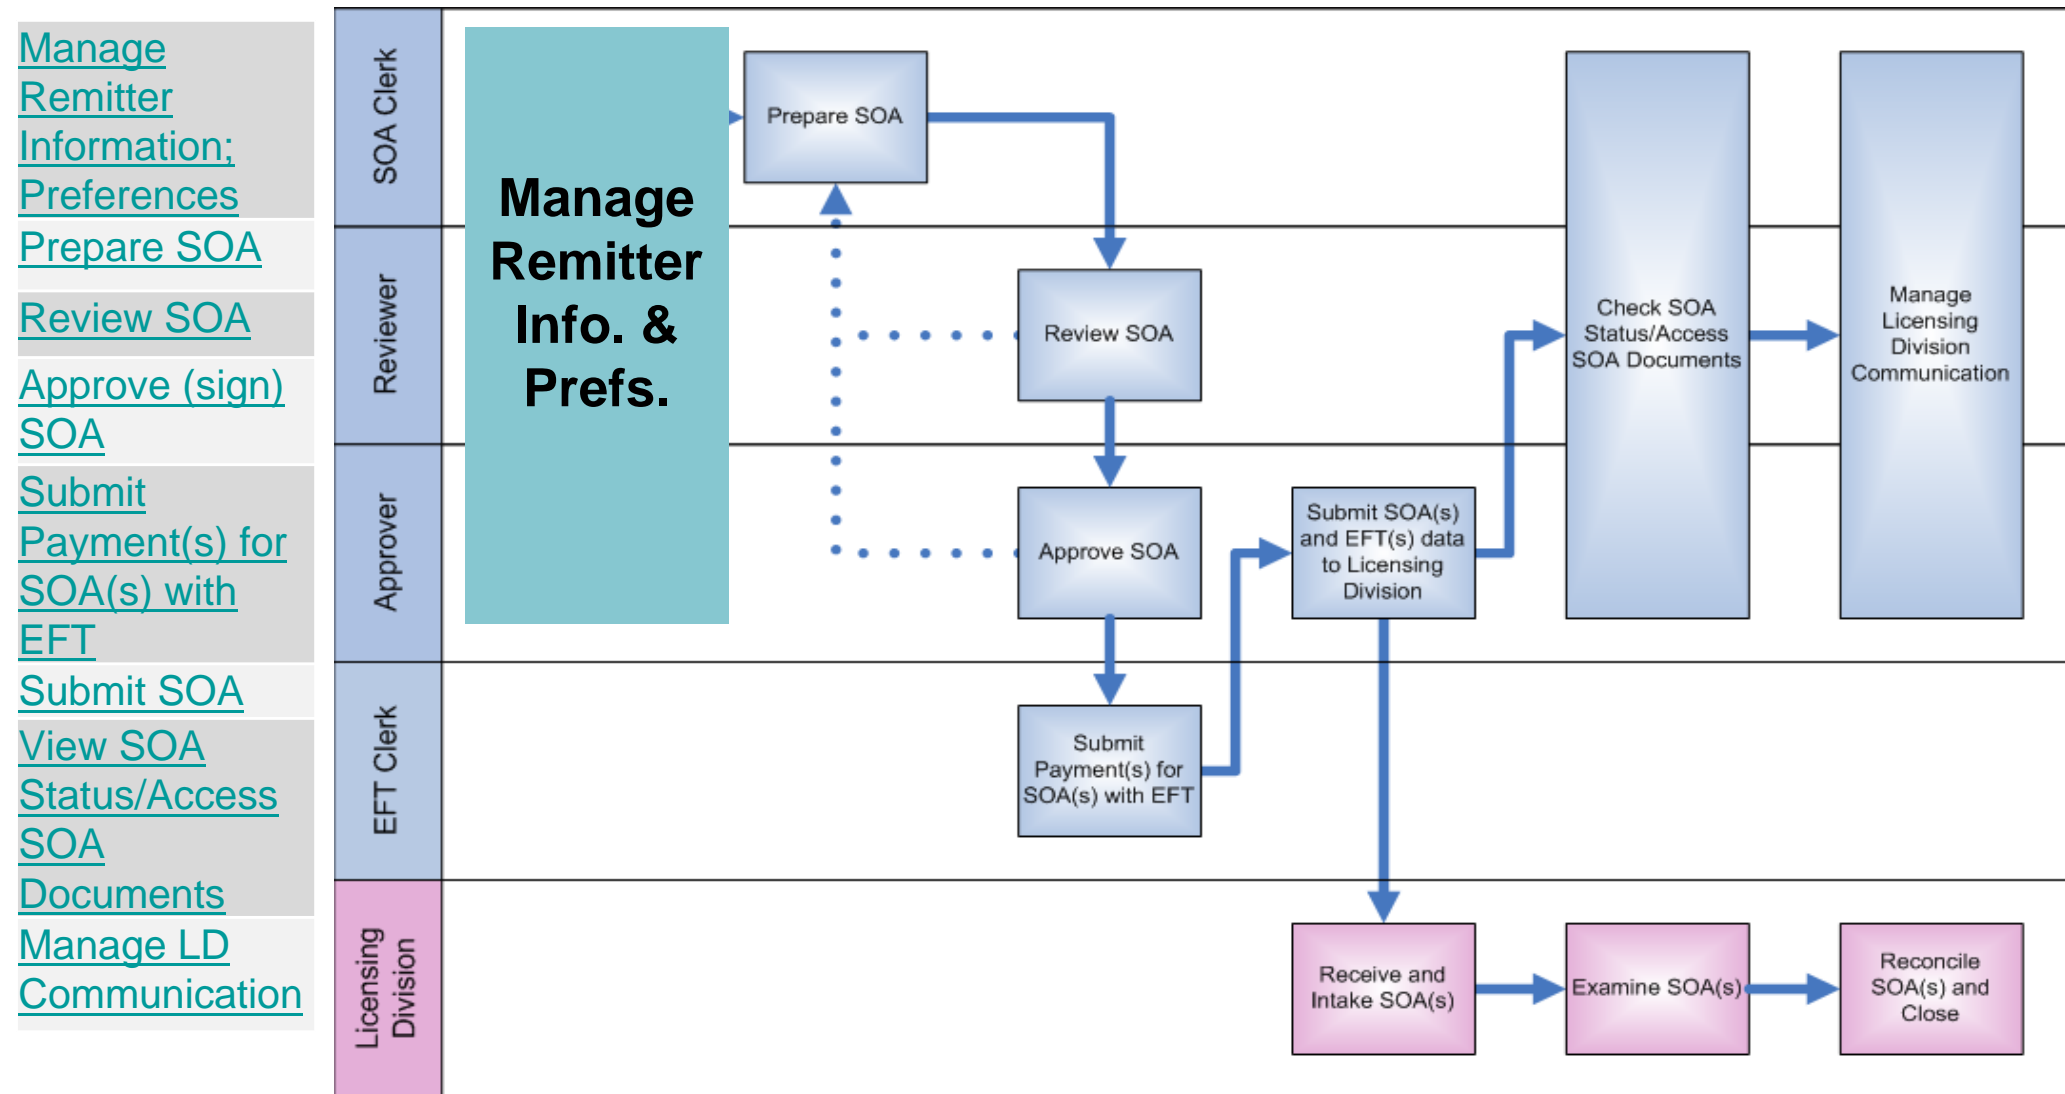 Manage
Remitter
Information;
Preferences
Prepare SOA
Review SOA
Approve (sign)
SOA
Submit
Payment(s) for
SOA(s) with
EFT
Submit SOA
View SOA
Status/Access
SOA
Documents
Manage LD
Communication
SOA Clerk
Reviewer
Approver
EFT Clerk
Licensing
Division
Manage
Remitter
Info. &
Prefs.
Prepare SOA
Review SOA
Approve SOA
Submit
Payment(s) for
SOA(s) with EFT
Submit SOA(s)
and EFT(s) data
to Licensing
Division
Check SOA
Status/Access
SOA Documents
Manage
Licensing
Division
Communication
Receive and
Intake SOA(s)
Examine SOA(s)
Reconcile
SOA(s) and
Close